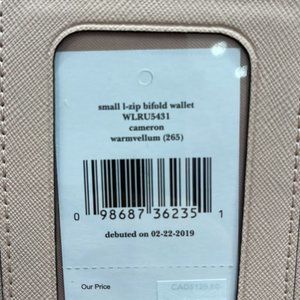 small l-zip bifold wallet
WLRU5431
cameron
warmvellum (265)
0 98687 36235 1
debuted on 02-22-2019
Our Price